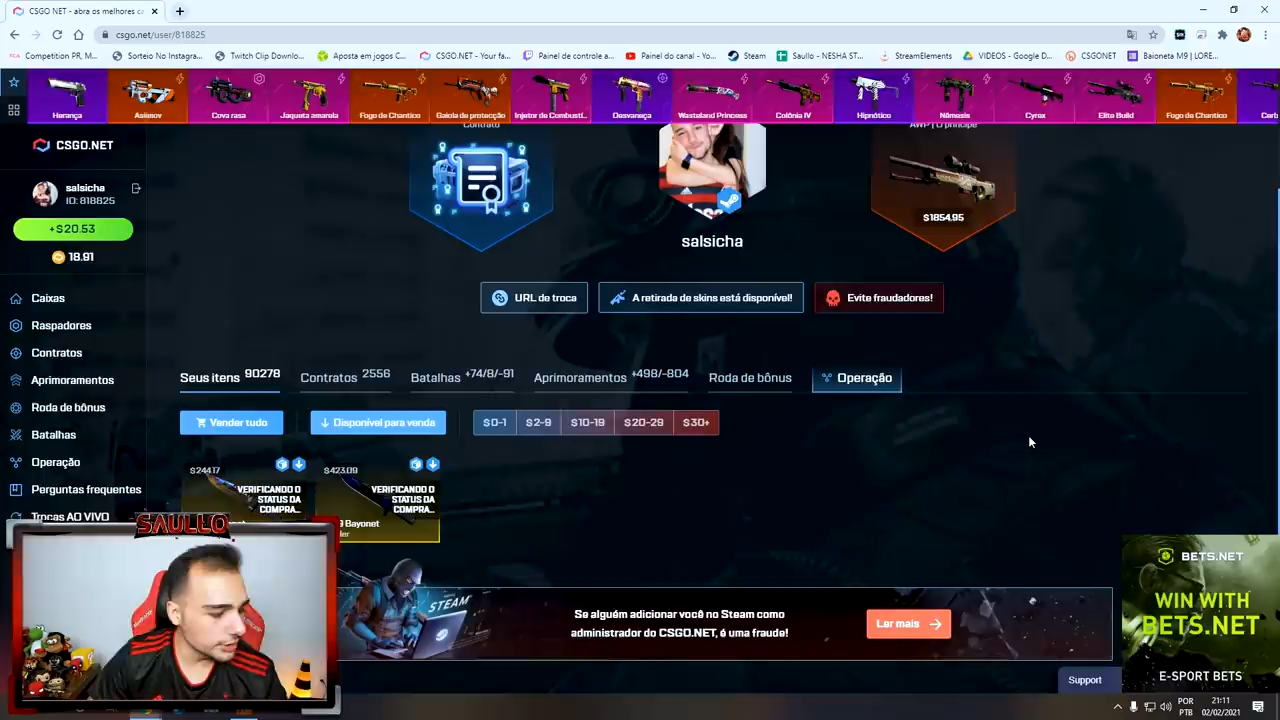 CSGO NET - abra os melhores ca
csgo.net/user/818825
Competition PR, M...
Sorteio No Instagra...
Twitch Clip Downlo...
Aposta em jogos C...
CSGO.NET - Your fa...
Painel de controle a...
Painel do canal - Yo...
Steam
Saullo - NESHA ST...
StreamElements
VIDEOS - Google D...
CSGONET
Baioneta M9 | LORE...
Herança
Asiimov
Cova rasa
Jaqueta amarela
Fogo de Chantico
Gaiola de protecção
Injetor de Combustí...
Desvaneça
Wasteland Princess
Colônia IV
Hipnótico
Nêmesis
Cyrex
Elite Build
Fogo de Chantico
CSGO.NET
salsicha
ID: 818825
+$20.53
18.91
Caixas
Raspadores
Contratos
Aprimoramentos
Roda de bônus
Batalhas
Operação
Perguntas frequentes
Trocas AO VIVO
Contrato
AWP | O príncipe
$1854.95
salsicha
URL de troca
A retirada de skins está disponível!
Evite fraudadores!
Seus itens 90278
Contratos 2556
Batalhas +74/8/-91
Aprimoramentos +498/-804
Roda de bônus
Operação
Vender tudo
Disponível para venda
$0-1
$2-9
$10-19
$20-29
$30+
$244.17
VERIFICANDO O
STATUS DA
COMPRA...
$423.09
VERIFICANDO O
STATUS DA
COMPRA...
Bayonet
STEAM
Se alguém adicionar você no Steam como
administrador do CSGO.NET, é uma fraude!
Ler mais
BETS.NET
WIN WITH
BETS.NET
E-SPORT BETS
Support
SAULLO
POR
PTB
21:11
02/02/2021